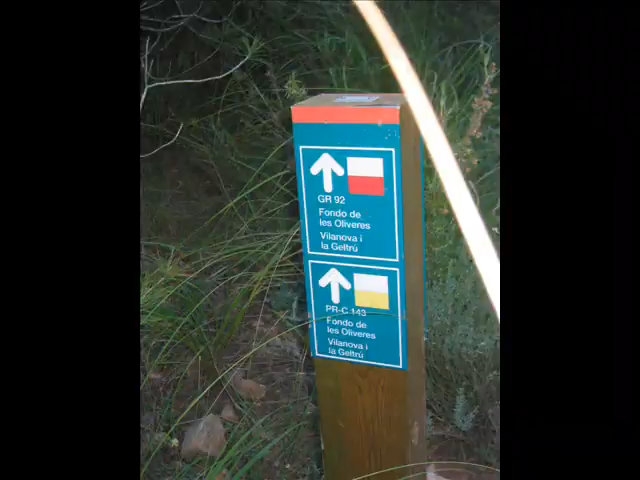 GR 92
Fondo de
les Oliveres
Vilanova i
la Geltrú
PR-C 143
Fondo de
les Oliveres
Vilanova i
la Geltrú